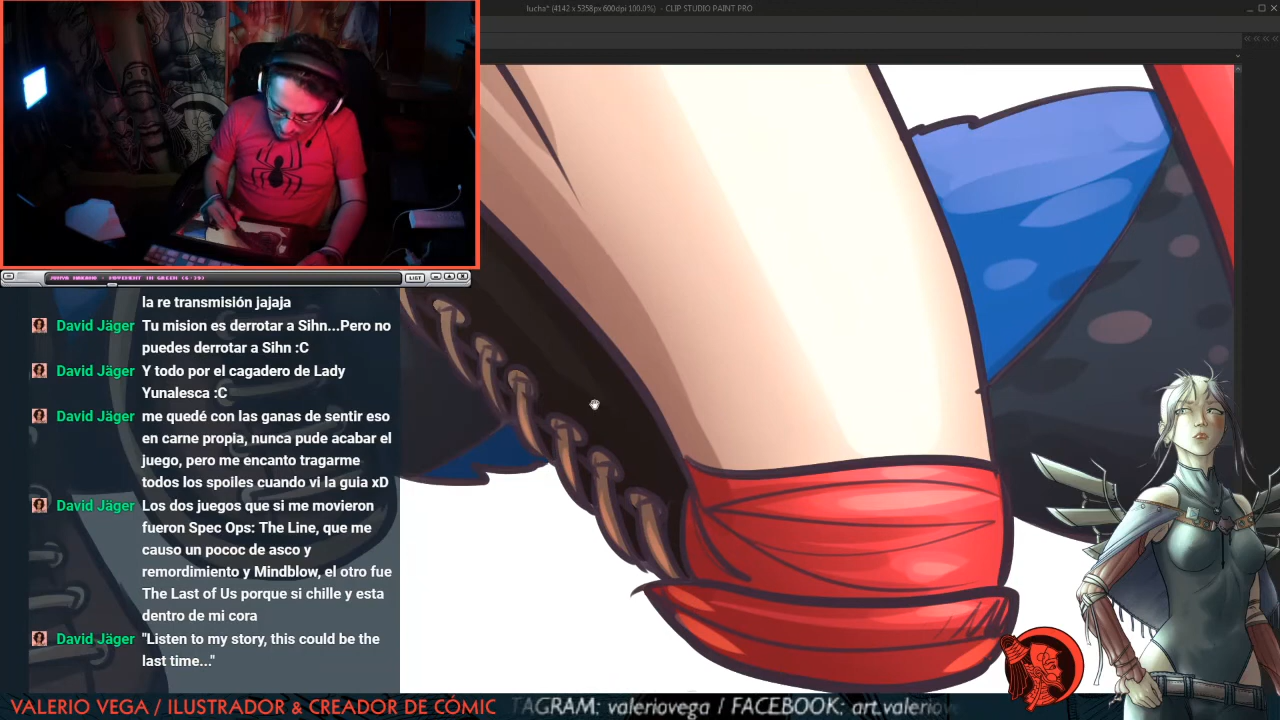 lucha* (4142 x 5358px 600dpi 100.0%) - CLIP STUDIO PAINT PRO
LIST
la re transmisión jajaja
David Jäger Tu mision es derrotar a Sihn...Pero no
puedes derrotar a Sihn :C
David Jäger Y todo por el cagadero de Lady
Yunalesca :C
David Jäger me quedé con las ganas de sentir eso
en carne propia, nunca pude acabar el
juego, pero me encanto tragarme
todos los spoiles cuando vi la guia xD
David Jäger Los dos juegos que si me movieron
fueron Spec Ops: The Line, que me
causo un pococ de asco y
remordimiento y Mindblow, el otro fue
The Last of Us porque si chille y esta
dentro de mi cora
David Jäger "Listen to my story, this could be the
last time..."
VALERIO VEGA / ILUSTRADOR & CREADOR DE CÓMIC TAGRAM: valeriovega / FACEBOOK: art.valeriov